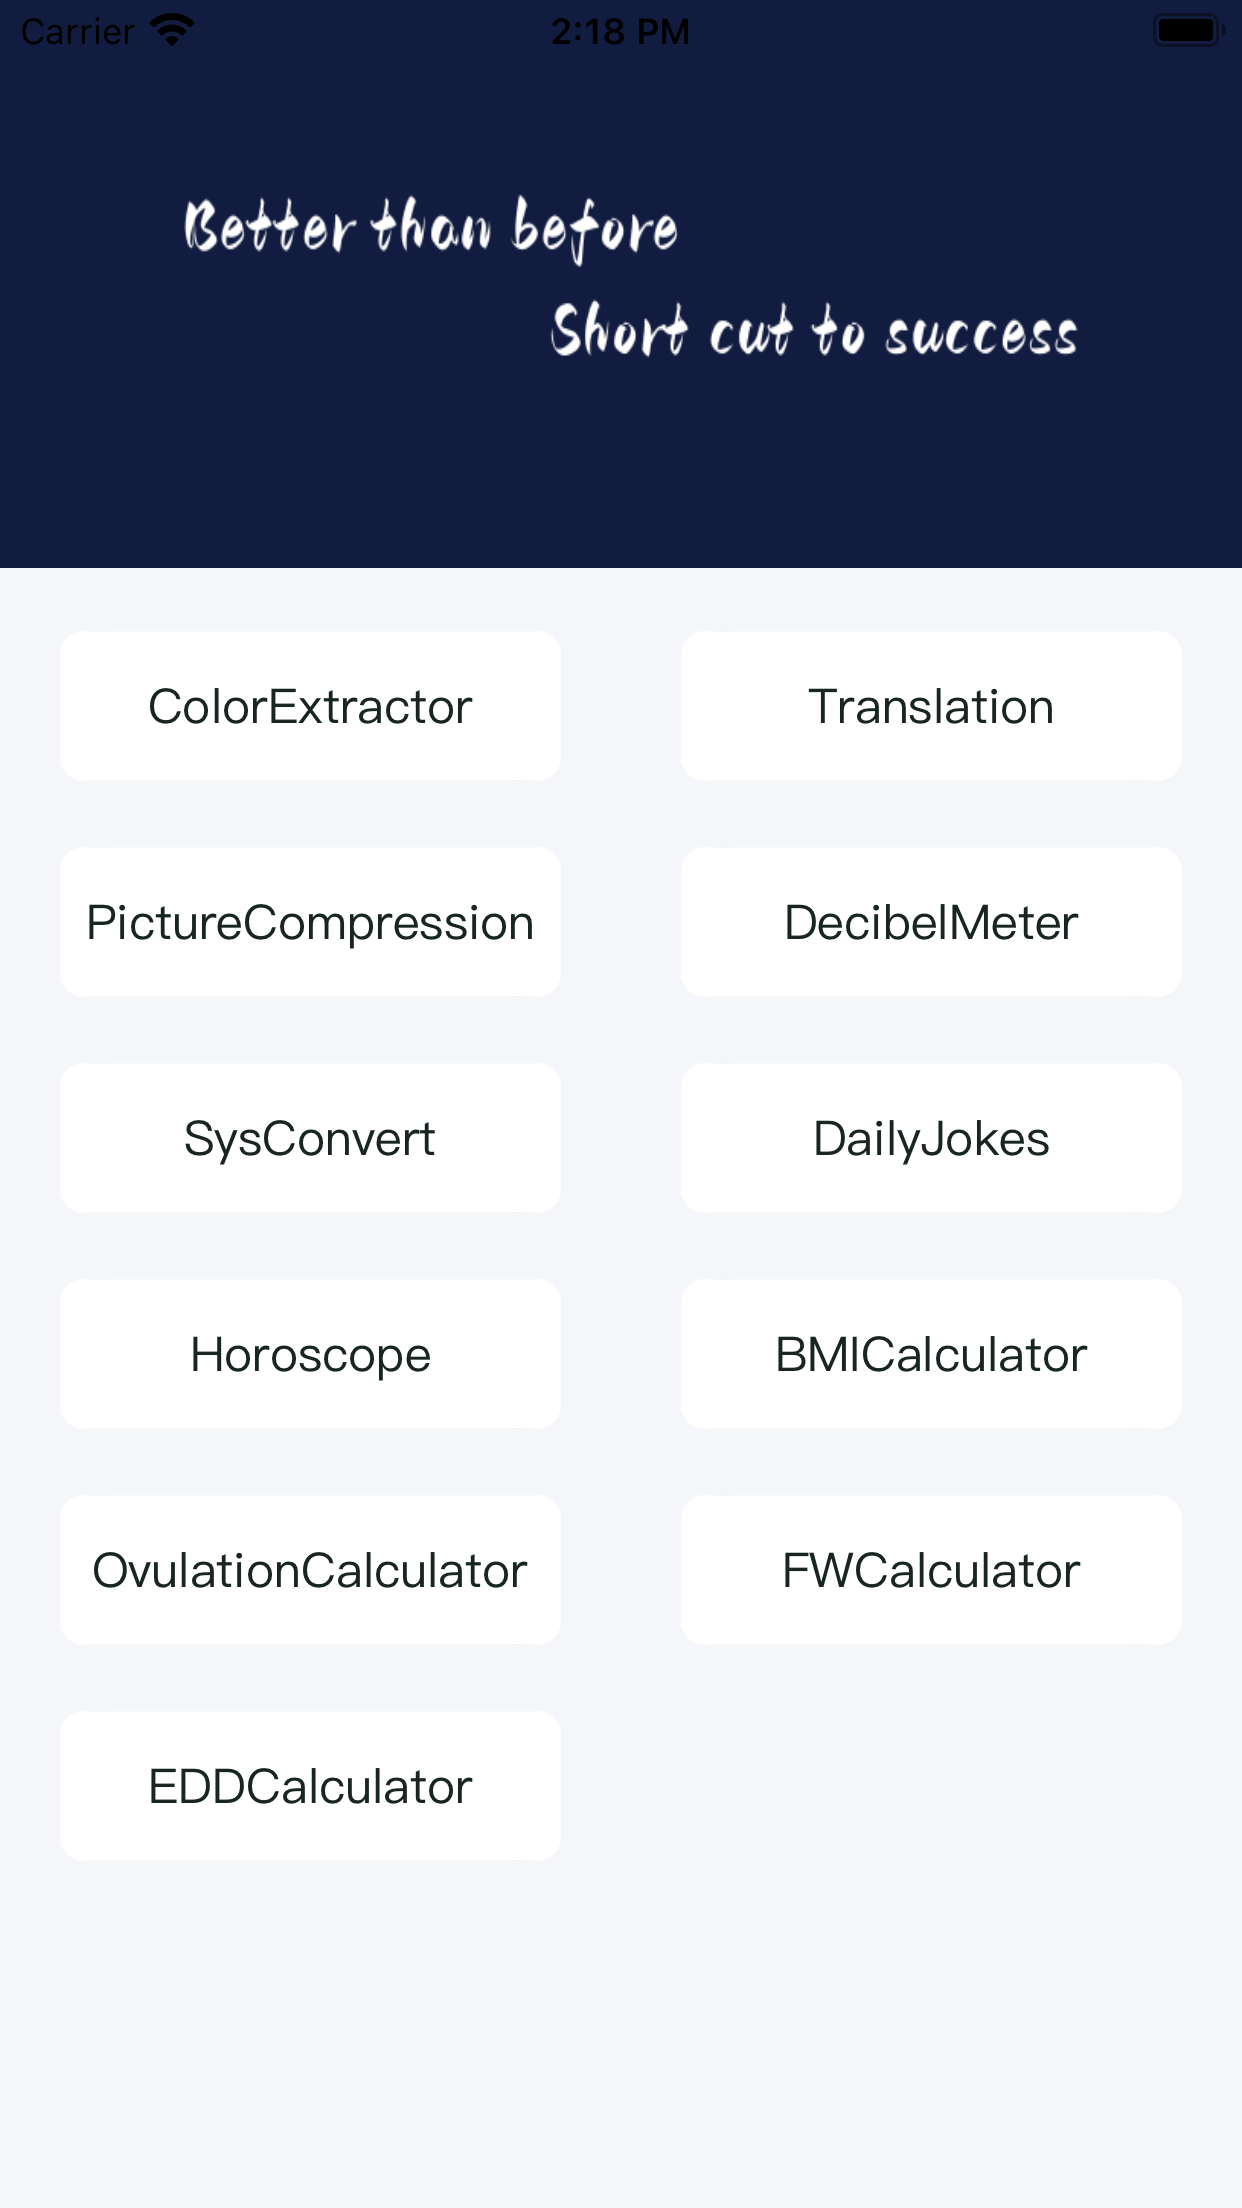 Carrier 2:18 PM
Better than before
Short cut to success
ColorExtractor Translation
PictureCompression DecibelMeter
SysConvert DailyJokes
Horoscope BMICalculator
OvulationCalculator FWCalculator
EDDCalculator